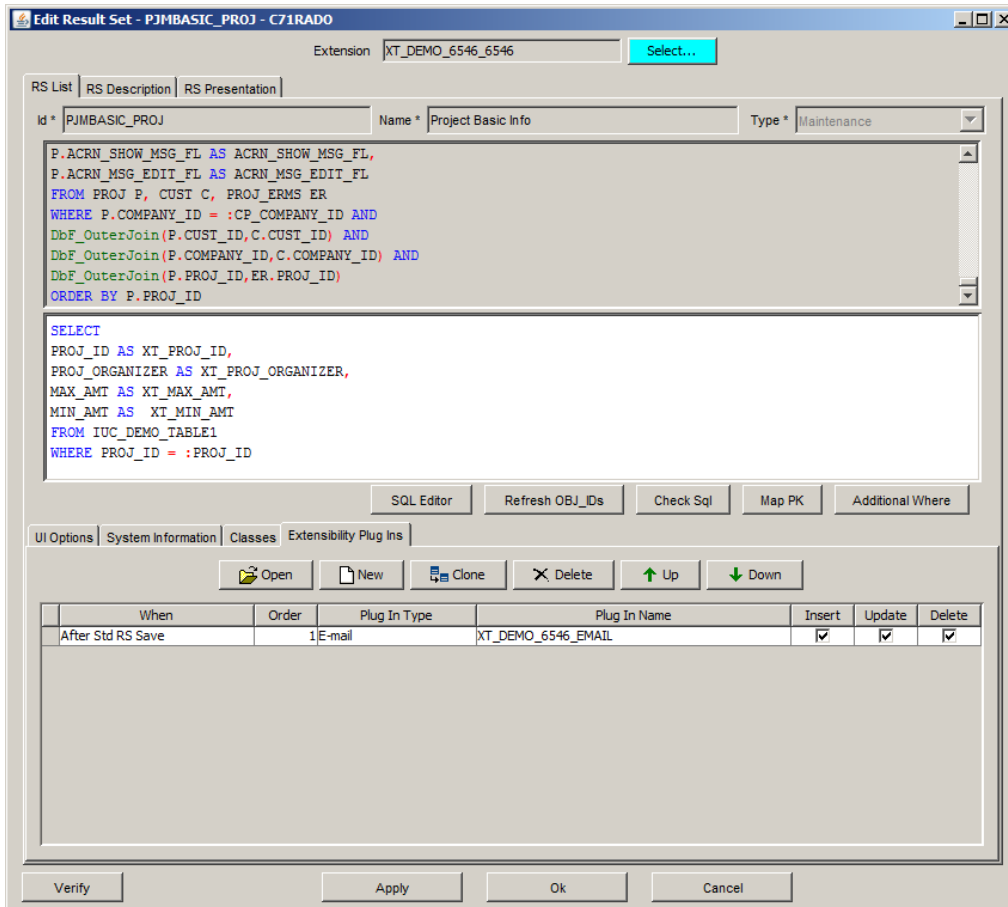 Edit Result Set - PJMBASIC_PROJ - C71RADO
Extension XT_DEMO_6546_6546 Select...
RS List RS Description RS Presentation
Id * PJMBASIC_PROJ Name * Project Basic Info Type * Maintenance
P.ACRN_SHOW_MSG_FL AS ACRN_SHOW_MSG_FL,
P.ACRN_MSG_EDIT_FL AS ACRN_MSG_EDIT_FL
FROM PROJ P, CUST C, PROJ_ERMS ER
WHERE P.COMPANY_ID = :CP_COMPANY_ID AND
DbF_OuterJoin(P.CUST_ID,C.CUST_ID) AND
DbF_OuterJoin(P.COMPANY_ID,C.COMPANY_ID) AND
DbF_OuterJoin(P.PROJ_ID,ER.PROJ_ID)
ORDER BY P.PROJ_ID
SELECT
PROJ_ID AS XT_PROJ_ID,
PROJ_ORGANIZER AS XT_PROJ_ORGANIZER,
MAX_AMT AS XT_MAX_AMT,
MIN_AMT AS XT_MIN_AMT
FROM IUC_DEMO_TABLE1
WHERE PROJ_ID = :PROJ_ID
SQL Editor Refresh OBJ_IDs Check Sql Map PK Additional Where
UI Options System Information Classes Extensibility Plug Ins
Open New Clone Delete Up Down
When Order Plug In Type Plug In Name Insert Update Delete
After Std RS Save 1 E-mail XT_DEMO_6546_EMAIL
Verify Apply Ok Cancel